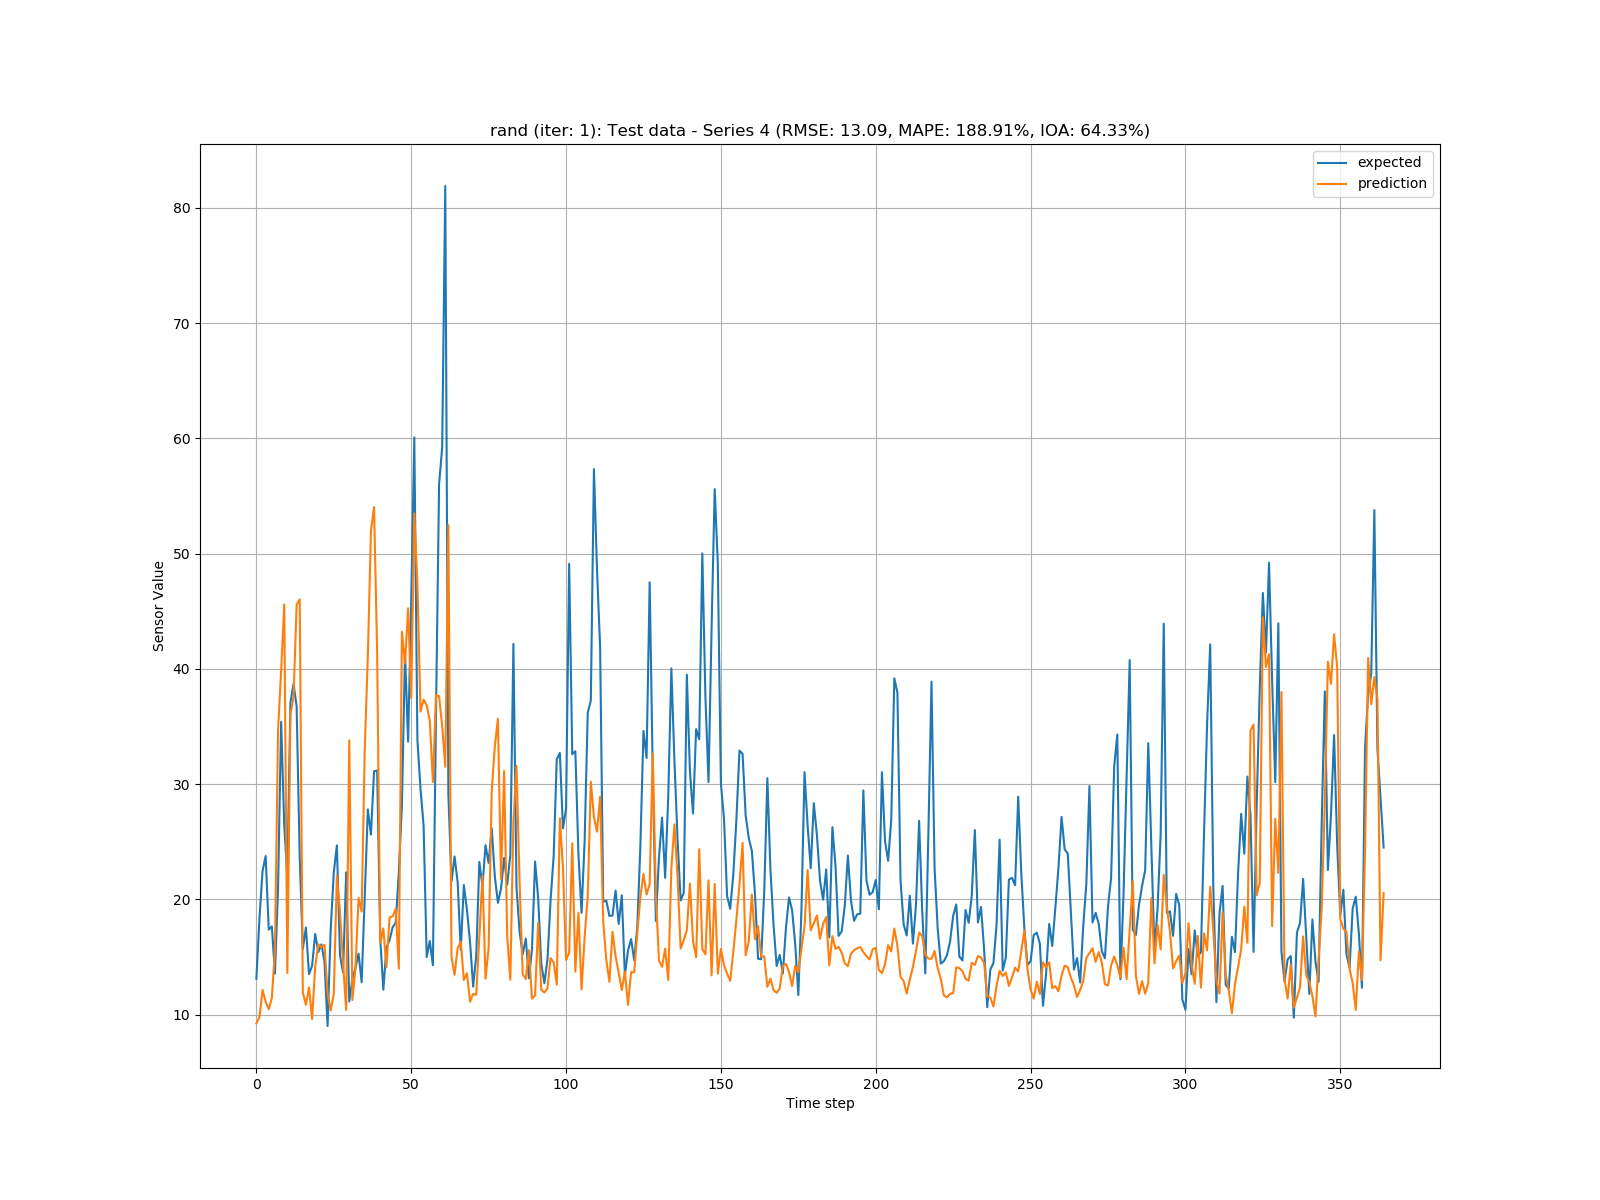 rand (iter: 1): Test data - Series 4 (RMSE: 13.09, MAPE: 188.91%, IOA: 64.33%)
expected
prediction
80
70
60
50
40
30
20
10
Sensor Value
0 50 100 150 200 250 300 350
Time step